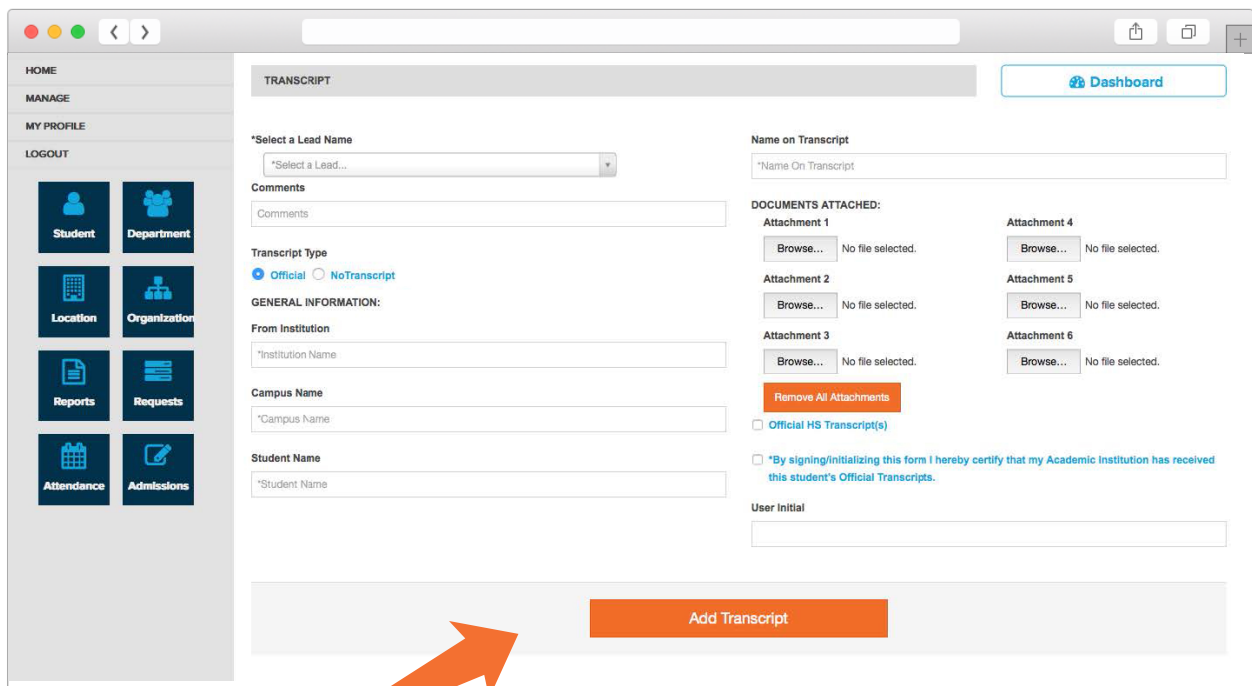 HOME
MANAGE
MY PROFILE
LOGOUT
Student
Department
Location
Organization
Reports
Requests
Attendance
Admissions
TRANSCRIPT
Dashboard
*Select a Lead Name
*Select a Lead...
Comments
Comments
Transcript Type
Official
NoTranscript
GENERAL INFORMATION:
From Institution
*Institution Name
Campus Name
*Campus Name
Student Name
*Student Name
Name on Transcript
*Name On Transcript
DOCUMENTS ATTACHED:
Attachment 1
Browse... No file selected.
Attachment 2
Browse... No file selected.
Attachment 3
Browse... No file selected.
Attachment 4
Browse... No file selected.
Attachment 5
Browse... No file selected.
Attachment 6
Browse... No file selected.
Remove All Attachments
Official HS Transcript(s)
*By signing/initializing this form I hereby certify that my Academic Institution has received
this student's Official Transcripts.
User Initial
Add Transcript